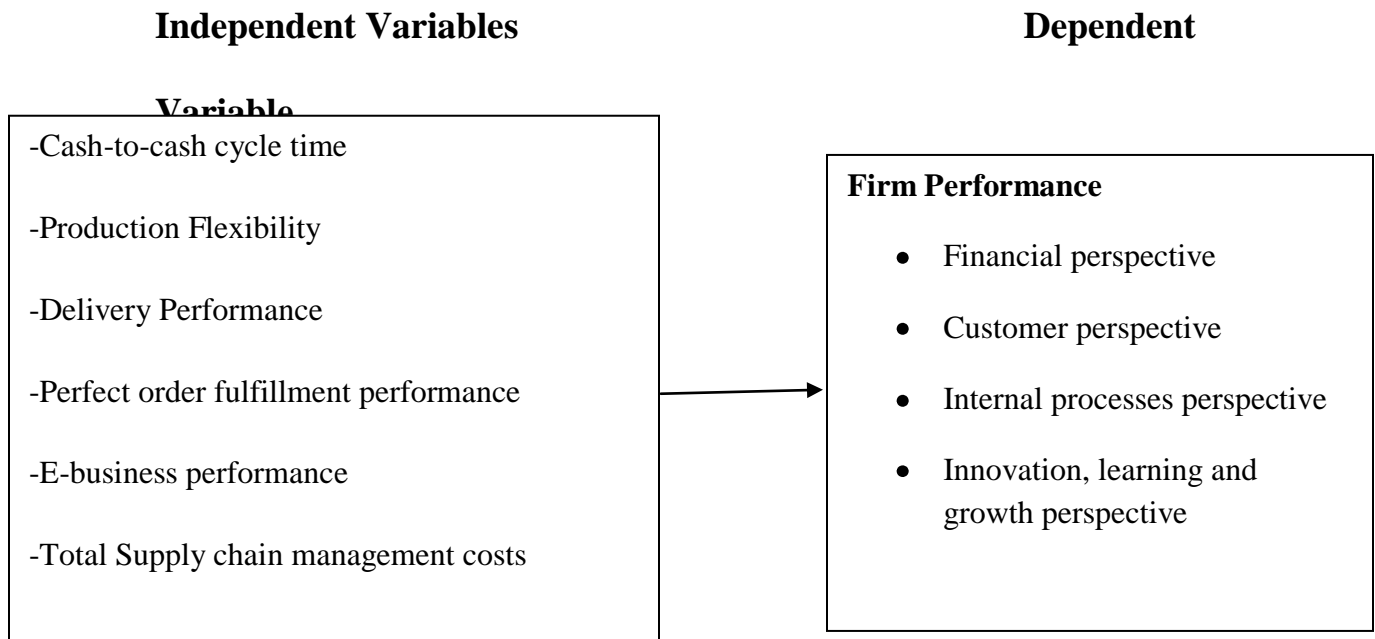 Independent Variables Dependent
Variable
-Cash-to-cash cycle time
-Production Flexibility
-Delivery Performance
-Perfect order fulfillment performance
-E-business performance
-Total Supply chain management costs
Firm Performance
• Financial perspective
• Customer perspective
• Internal processes perspective
• Innovation, learning and
growth perspective